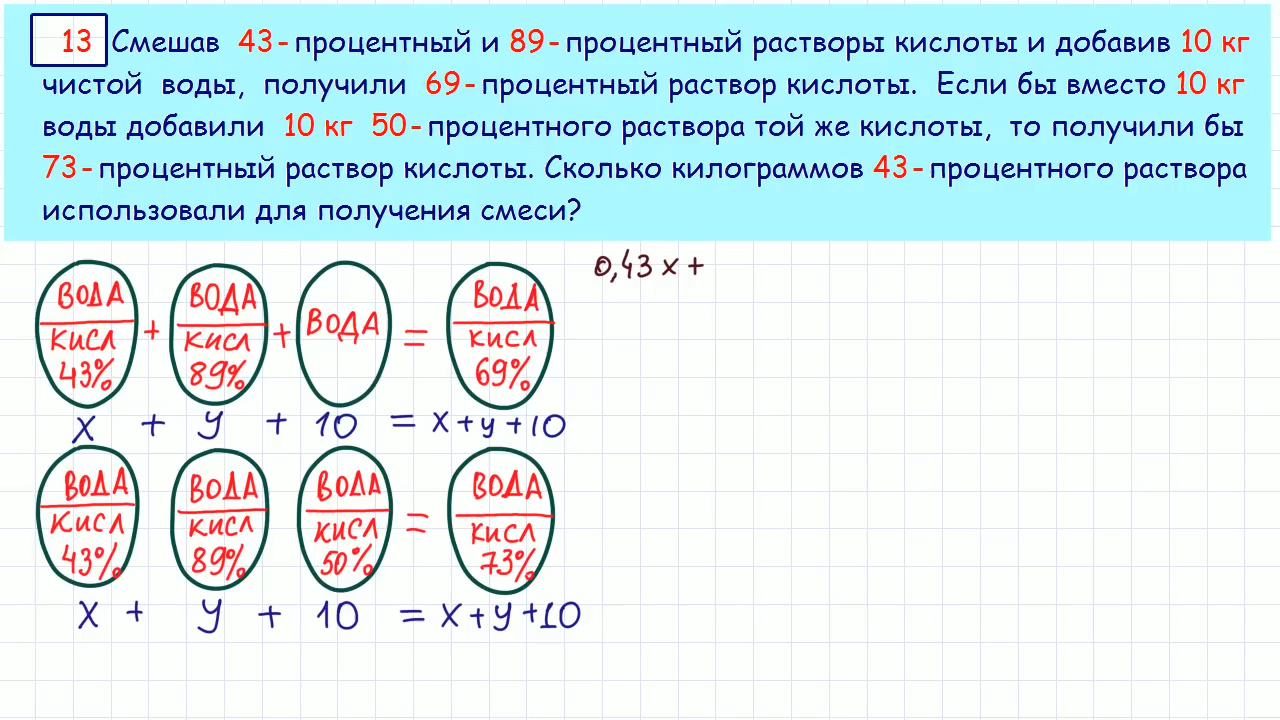 13 Смешав 43-процентный и 89-процентный растворы кислоты и добавив 10 кг
чистой воды, получили 69-процентный раствор кислоты. Если бы вместо 10 кг
воды добавили 10 кг 50-процентного раствора той же кислоты, то получили бы
73-процентный раствор кислоты. Сколько килограммов 43-процентного раствора
использовали для получения смеси?
0,43 x +
ВОДА ВОДА ВОДА ВОДА
+ + =
КИСЛ КИСЛ КИСЛ
43% 89% 69%
x + y + 10 = x + y + 10
ВОДА ВОДА ВОДА ВОДА
=
КИСЛ КИСЛ КИСЛ КИСЛ
43% 89% 50% 73%
x + y + 10 = x + y + 10